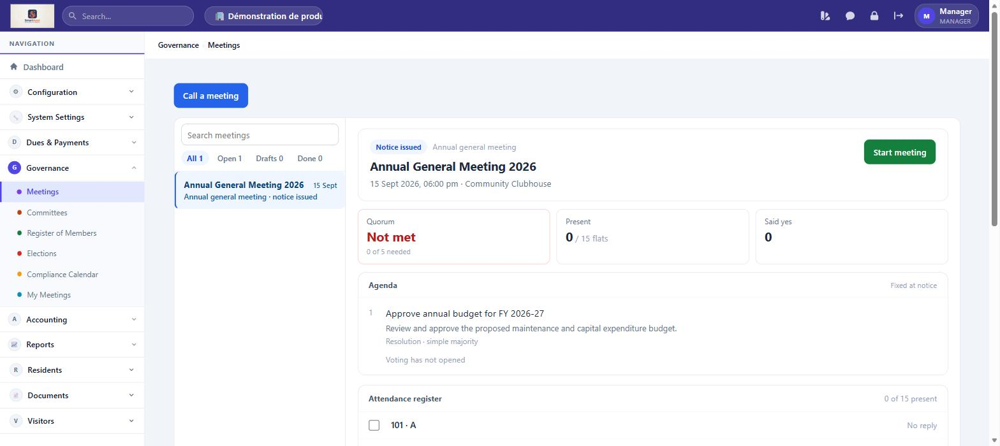 Search...
Démonstration de produ
Manager
MANAGER
NAVIGATION
Governance
Meetings
Dashboard
Configuration
System Settings
D
Dues & Payments
G
Governance
Meetings
Committees
Register of Members
Elections
Compliance Calendar
My Meetings
A
Accounting
Reports
R
Residents
Documents
V
Visitors
Call a meeting
Search meetings
All 1
Open 1
Drafts 0
Done 0
Annual General Meeting 2026
15 Sept
Annual general meeting · notice issued
Notice issued
Annual general meeting
Start meeting
Annual General Meeting 2026
15 Sept 2026, 06:00 pm · Community Clubhouse
Quorum
Not met
0 of 5 needed
Present
0 / 15 flats
Said yes
0
Agenda
Fixed at notice
1
Approve annual budget for FY 2026-27
Review and approve the proposed maintenance and capital expenditure budget.
Resolution · simple majority
Voting has not opened
Attendance register
0 of 15 present
101 · A
No reply
M